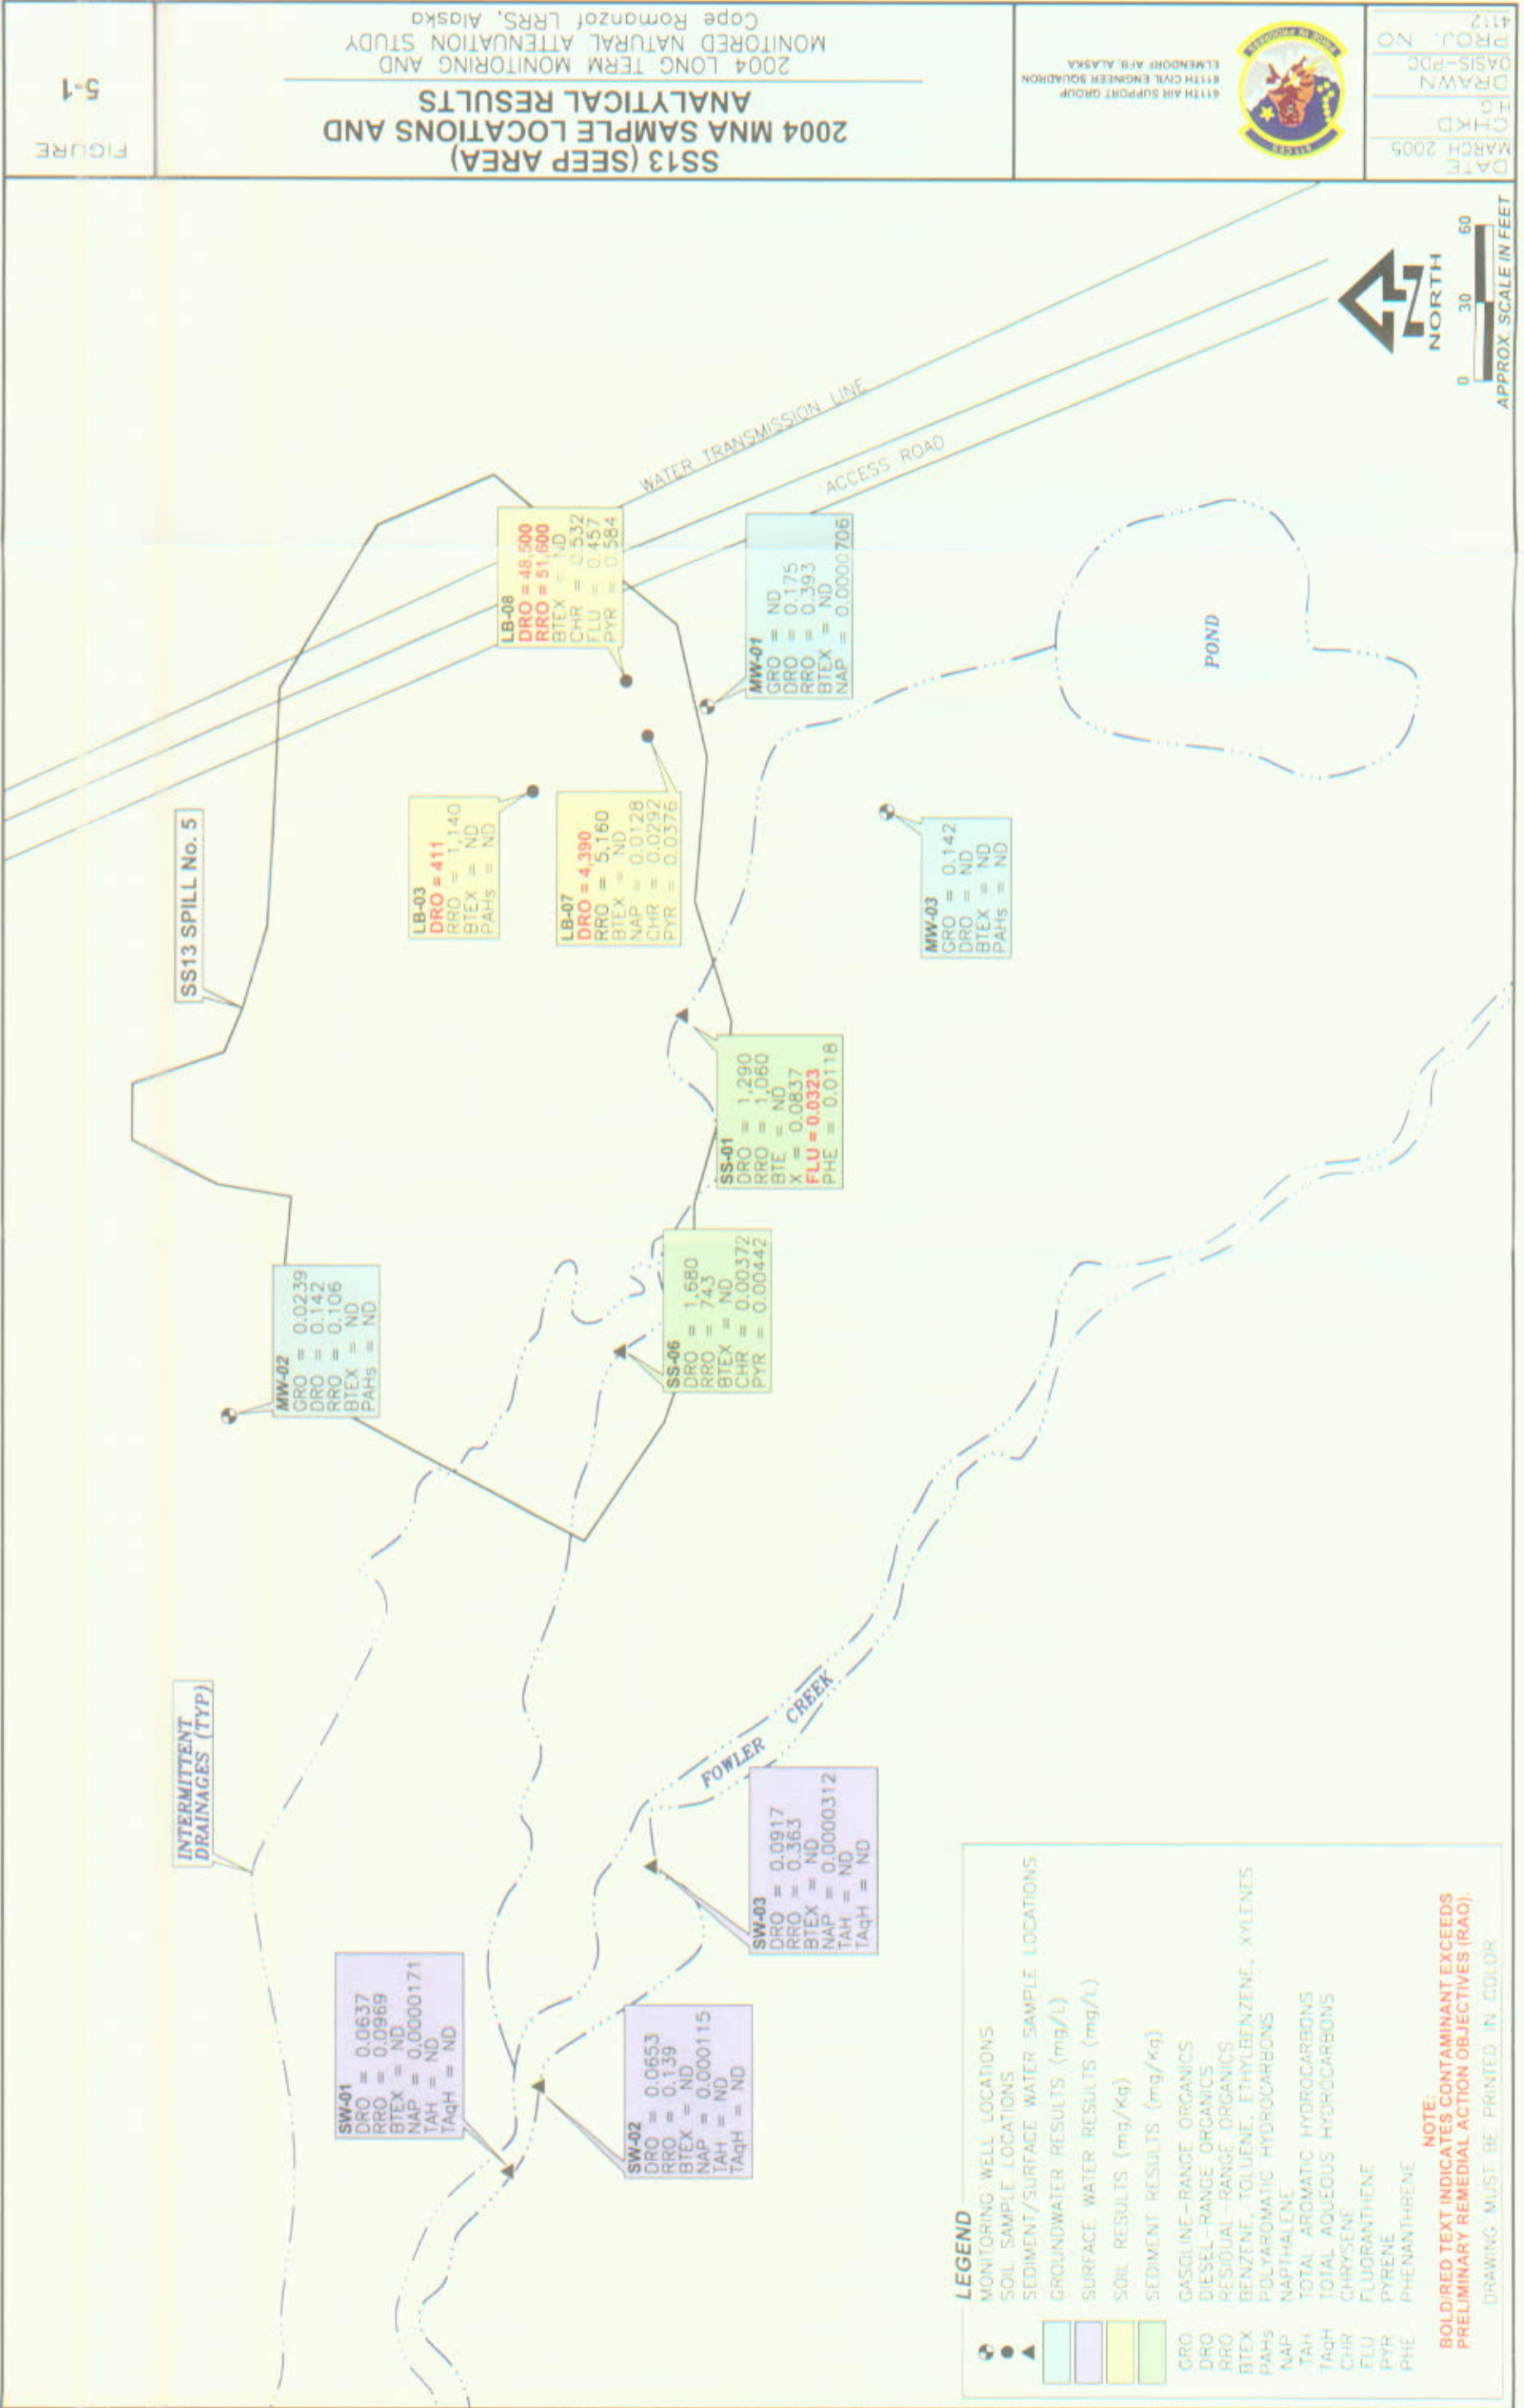 INTERMITTENT
DRAINAGES (TYP)
SS13 SPILL No. 5
MW-02
GRO = 0.0239
DRO = 0.142
RRO = 0.106
BTEX = ND
PAHs = ND
SW-01
DRO = 0.0637
RRO = 0.0969
BTEX = ND
NAP = 0.0000171
TAH = ND
TAqH = ND
LB-03
DRO = 411
RRO = 1,140
BTEX = ND
PAHs = ND
LB-08
DRO = 48,500
RRO = 51,600
BTEX = ND
CHR = 0.532
FLU = 0.457
PYR = 0.584
LB-07
DRO = 4,390
RRO = 5,160
BTEX = ND
NAP = 0.0128
CHR = 0.0292
PYR = 0.0376
SW-02
DRO = 0.0653
RRO = 0.139
BTEX = ND
NAP = 0.000115
TAH = ND
TAqH = ND
SS-06
DRO = 1,680
RRO = 743
BTEX = ND
CHR = 0.00372
PYR = 0.00442
SS-01
DRO = 1,290
RRO = 1,060
BTE = ND
X = 0.0837
FLU = 0.0323
PHE = 0.0118
WATER TRANSMISSION LINE
ACCESS ROAD
MW-01
GRO = ND
DRO = 0.175
RRO = 0.393
BTEX = ND
NAP = 0.0000706
FOWLER CREEK
SW-03
DRO = 0.0917
RRO = 0.363
BTEX = ND
NAP = 0.0000312
TAH = ND
TAqH = ND
MW-03
GRO = 0.142
DRO = ND
BTEX = ND
PAHs = ND
POND
LEGEND
MONITORING WELL LOCATIONS
SOIL SAMPLE LOCATIONS
SEDIMENT/SURFACE WATER SAMPLE LOCATIONS
GROUNDWATER RESULTS (mg/L)
SURFACE WATER RESULTS (mg/L)
SOIL RESULTS (mg/Kg)
SEDIMENT RESULTS (mg/Kg)
GRO GASOLINE-RANGE ORGANICS
DRO DIESEL-RANGE ORGANICS
RRO RESIDUAL-RANGE ORGANICS
BTEX BENZENE, TOLUENE, ETHYLBENZENE, XYLENES
PAHs POLYAROMATIC HYDROCARBONS
NAP NAPTHALENE
TAH TOTAL AROMATIC HYDROCARBONS
TAqH TOTAL AQUEOUS HYDROCARBONS
CHR CHRYSENE
FLU FLUORANTHENE
PYR PYRENE
PHE PHENANTHRENE
NOTE:
BOLD/RED TEXT INDICATES CONTAMINANT EXCEEDS
PRELIMINARY REMEDIAL ACTION OBJECTIVES (RAO).
DRAWING MUST BE PRINTED IN COLOR
NORTH
0 30 60
APPROX. SCALE IN FEET
DATE
MARCH 2005
CHKD
DRAWN
OASIS-PDC
PROJ. NO
4112
611 CES
611TH AIR SUPPORT GROUP
611TH CIVIL ENGINEER SQUADRON
ELMENDORF AFB, ALASKA
SS13 (SEEP AREA)
2004 MNA SAMPLE LOCATIONS AND
ANALYTICAL RESULTS
2004 LONG TERM MONITORING AND
MONITORED NATURAL ATTENUATION STUDY
Cape Romanzof LRRS, Alaska
FIGURE
5-1